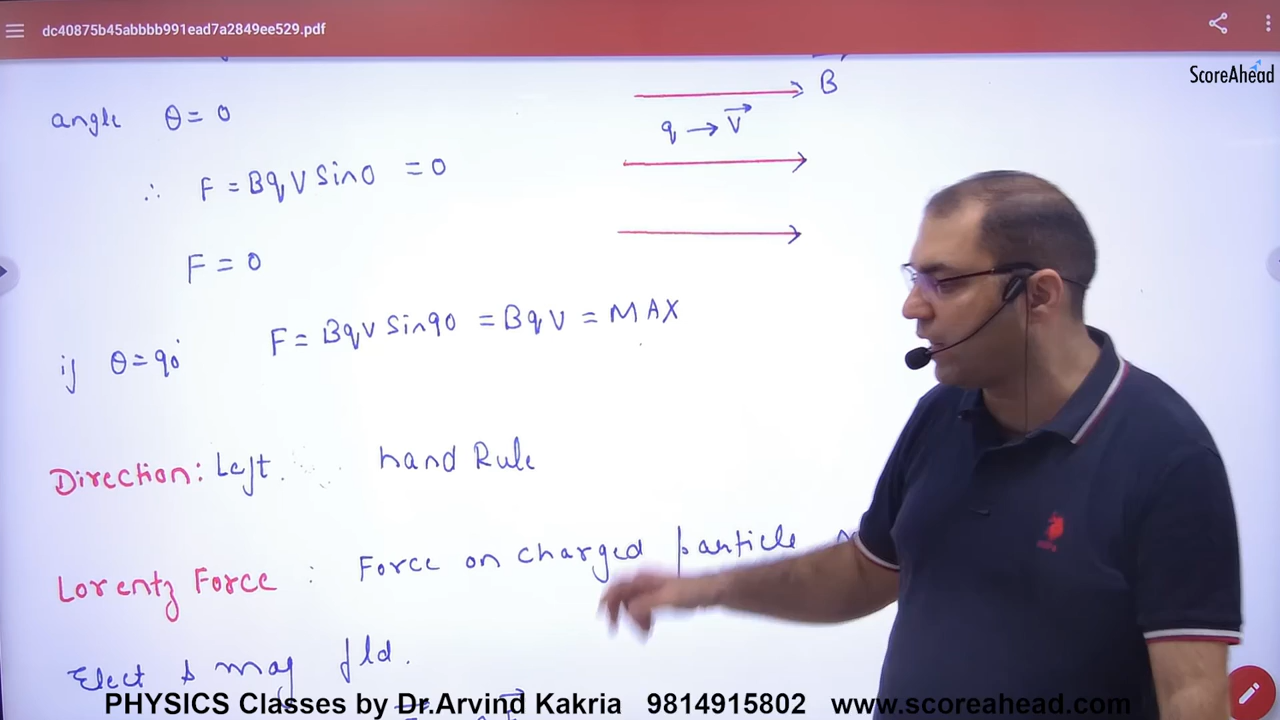 dc40875b45abbbb991ead7a2849ee529.pdf
ScoreAhead
B
angle θ = 0
q → V
∴ F = BqV Sin0 = 0
F = 0
if θ = 90° F = BqV Sin90 = BqV = MAX
Direction: Left hand Rule
Lorentz Force : Force on charged particle
Elect & mag fld.
PHYSICS Classes by Dr.Arvind Kakria 9814915802 www.scoreahead.com